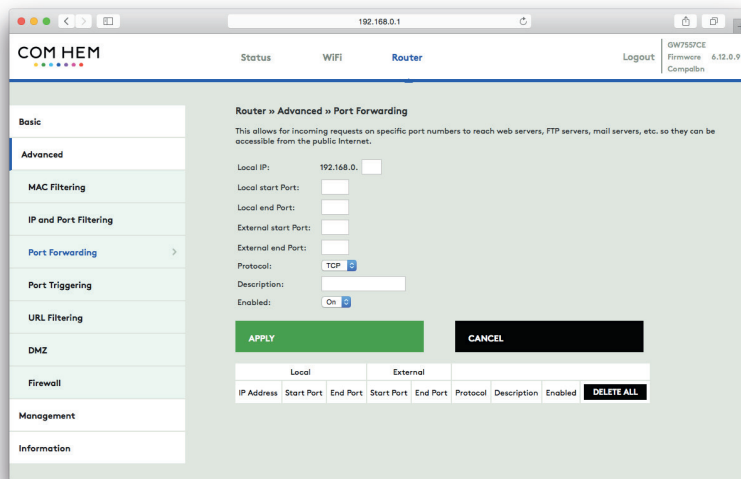 192.168.0.1
COM HEM
Status WiFi Router Logout
GW7557CE
Firmware 6.12.0.9
Compalbn
Basic
Advanced
MAC Filtering
IP and Port Filtering
Port Forwarding
Port Triggering
URL Filtering
DMZ
Firewall
Management
Information
Router » Advanced » Port Forwarding
This allows for incoming requests on specific port numbers to reach web servers, FTP servers, mail servers, etc. so they can be
accessible from the public Internet.
Local IP: 192.168.0.
Local start Port:
Local end Port:
External start Port:
External end Port:
Protocol: TCP
Description:
Enabled: On
APPLY CANCEL
Local External
IP Address Start Port End Port Start Port End Port Protocol Description Enabled DELETE ALL